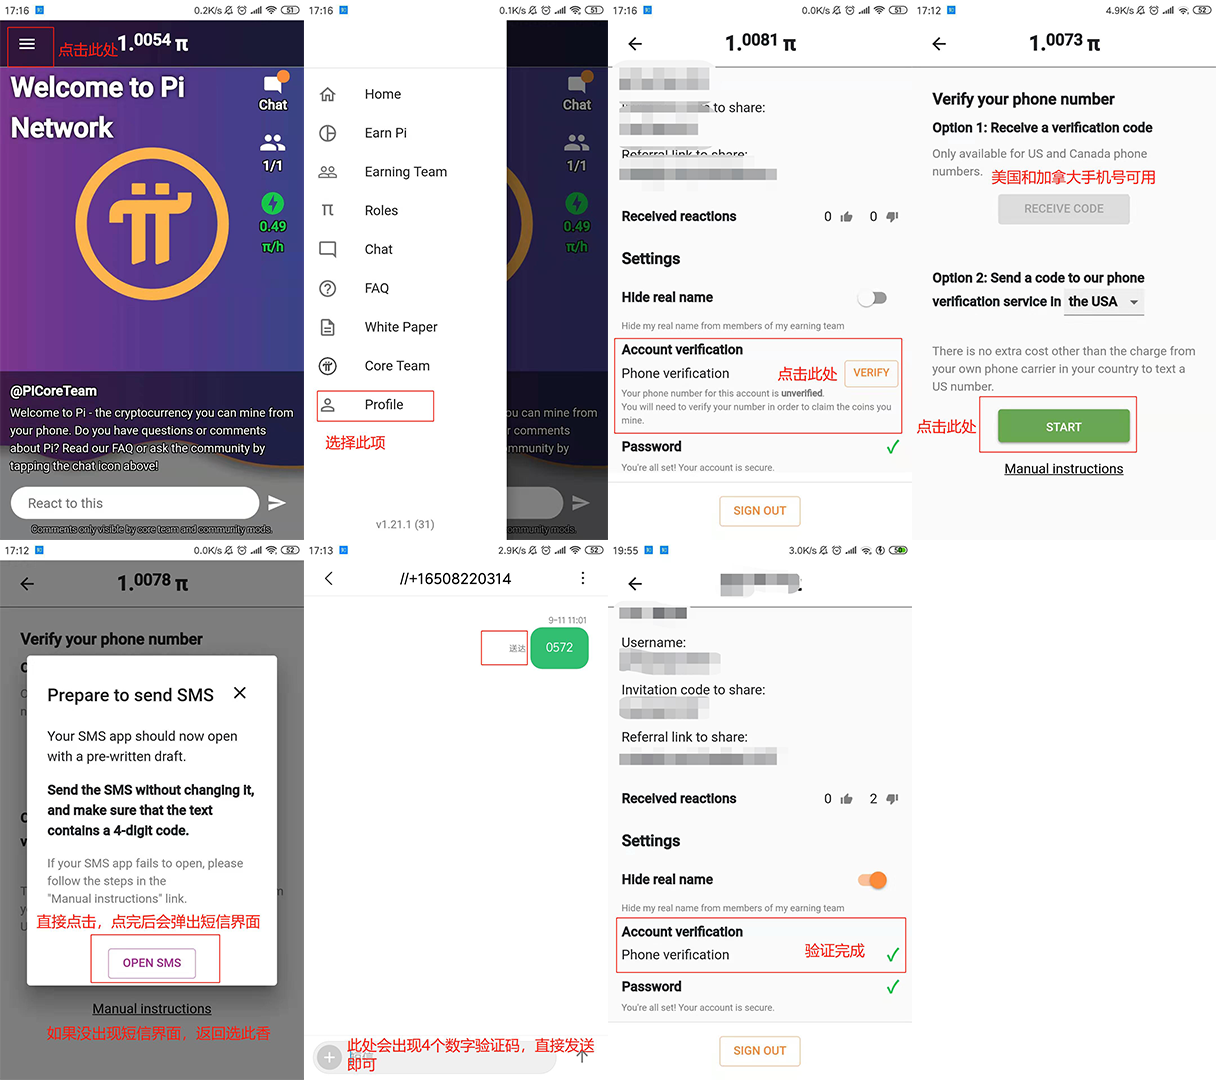 17:16
0.2K/s
51
点击此处
1.0054 π
Welcome to Pi
Network
Chat
1/1
0.49
π/h
@PICoreTeam
Welcome to Pi - the cryptocurrency you can mine from
your phone. Do you have questions or comments
about Pi? Read our FAQ or ask the community by
tapping the chat icon above!
React to this
Comments only visible by core team and community mods.
17:16
0.1K/s
51
Home
Earn Pi
Earning Team
π
Roles
Chat
FAQ
White Paper
Core Team
Profile
选择此项
v1.21.1 (31)
Chat
1/1
0.49
π/h
ou can mine from
r comments
mmunity by
mmunity mods.
17:16
0.0K/s
51
1.0081 π
to share:
Referral link to share:
Received reactions
0
0
Settings
Hide real name
Hide my real name from members of my earning team
Account verification
Phone verification
点击此处
VERIFY
Your phone number for this account is unverified.
You will need to verify your number in order to claim the coins you
mine.
Password
You're all set! Your account is secure.
SIGN OUT
17:12
4.9K/s
52
1.0073 π
Verify your phone number
Option 1: Receive a verification code
Only available for US and Canada phone
numbers.
美国和加拿大手机号可用
RECEIVE CODE
Option 2: Send a code to our phone
verification service in the USA
There is no extra cost other than the charge from
your own phone carrier in your country to text a
US number.
点击此处
START
Manual instructions
17:12
0.0K/s
52
1.0078 π
Verify your phone number
Prepare to send SMS
Your SMS app should now open
with a pre-written draft.
Send the SMS without changing it,
and make sure that the text
contains a 4-digit code.
If your SMS app fails to open, please
follow the steps in the
"Manual instructions" link.
直接点击，点完后会弹出短信界面
OPEN SMS
Manual instructions
如果没出现短信界面，返回选此香
17:13
2.9K/s
52
//+16508220314
9-11 11:01
送达
0572
此处会出现4个数字验证码，直接发送
即可
19:55
3.0K/s
Username:
Invitation code to share:
Referral link to share:
Received reactions
0
2
Settings
Hide real name
Hide my real name from members of my earning team
Account verification
Phone verification
验证完成
Password
You're all set! Your account is secure.
SIGN OUT